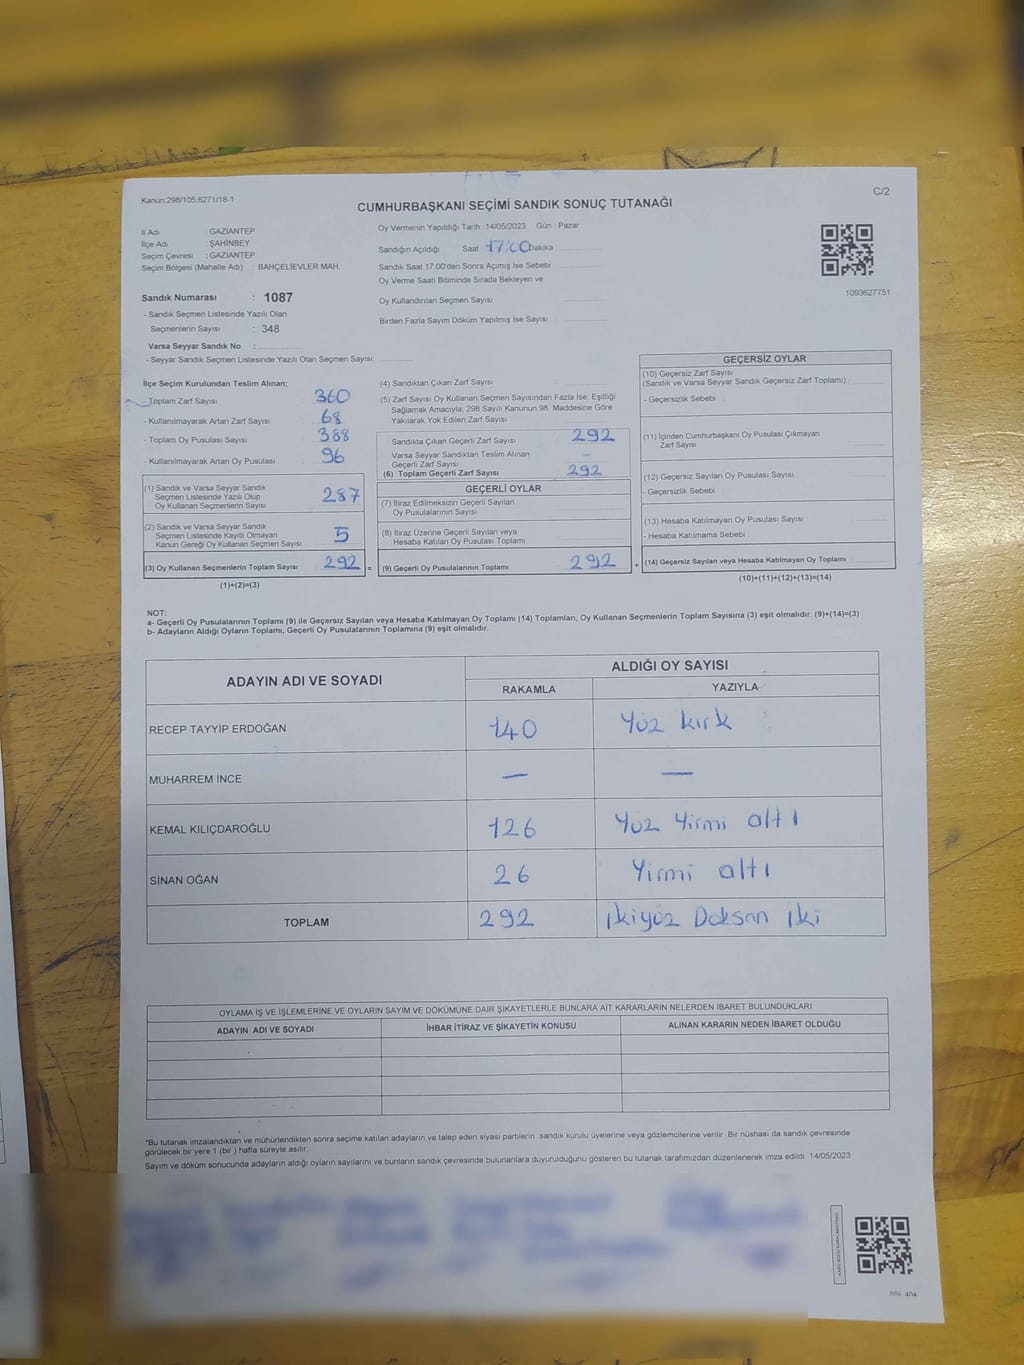 Kanun:298/105;6271/18-1
C/2
CUMHURBAŞKANI SEÇİMİ SANDIK SONUÇ TUTANAĞI
İl Adı : GAZİANTEP
İlçe Adı : ŞAHİNBEY
Seçim Çevresi : GAZİANTEP
Seçim Bölgesi (Mahalle Adı) : BAHÇELİEVLER MAH.
Oy Vermenin Yapıldığı Tarih :14/05/2023 Gün : Pazar
Sandığın Açıldığı Saat 17:00 Dakika :
Sandık Saat 17:00'den Sonra Açımış İse Sebebi
Oy Verme Saati Bitiminde Sırada Bekleyen ve
Oy Kullandırılan Seçmen Sayısı
Birden Fazla Sayım Döküm Yapılmış İse Sayısı
1093627751
Sandık Numarası : 1087
- Sandık Seçmen Listesinde Yazılı Olan
Seçmenlerin Sayısı : 348
Varsa Seyyar Sandık No :
- Seyyar Sandık Seçmen Listesinde Yazılı Olan Seçmen Sayısı:
İlçe Seçim Kurulundan Teslim Alınan;
- Toplam Zarf Sayısı 360
- Kullanılmayarak Artan Zarf Sayısı 68
- Toplam Oy Pusulası Sayısı 388
- Kullanılmayarak Artan Oy Pusulası 96
(1) Sandık ve Varsa Seyyar Sandık
Seçmen Listesinde Yazılı Olup
Oy Kullanan Seçmenlerin Sayısı 287
(2) Sandık ve Varsa Seyyar Sandık
Seçmen Listesinde Kayıtlı Olmayan
Kanun Gereği Oy Kullanan Seçmen Sayısı 5
(3) Oy Kullanan Seçmenlerin Toplam Sayısı 292 =
(1)+(2)=(3)
(4) Sandıktan Çıkan Zarf Sayısı
(5) Zarf Sayısı Oy Kullanan Seçmen Sayısından Fazla İse, Eşitliği
Sağlamak Amacıyla; 298 Sayılı Kanunun 98. Maddesine Göre
Yakılarak Yok Edilen Zarf Sayısı
Sandıkta Çıkan Geçerli Zarf Sayısı 292
Varsa Seyyar Sandıktan Teslim Alınan
Geçerli Zarf Sayısı -
(6) Toplam Geçerli Zarf Sayısı 292
GEÇERLİ OYLAR
(7) İtiraz Edilmeksizin Geçerli Sayılan
Oy Pusulalarının Sayısı
(8) İtiraz Üzerine Geçerli Sayılan veya
Hesaba Katılan Oy Pusulası Toplamı
(9) Geçerli Oy Pusulalarının Toplamı 292 +
GEÇERSİZ OYLAR
(10) Geçersiz Zarf Sayısı
(Sandık ve Varsa Seyyar Sandık Geçersiz Zarf Toplamı)
- Geçersizlik Sebebi :
(11) İçinden Cumhurbaşkanı Oy Pusulası Çıkmayan
Zarf Sayısı
(12) Geçersiz Sayılan Oy Pusulası Sayısı
- Geçersizlik Sebebi :
(13) Hesaba Katılmayan Oy Pusulası Sayısı
- Hesaba Katılmama Sebebi :
(14) Geçersiz Sayılan veya Hesaba Katılmayan Oy Toplamı
(10)+(11)+(12)+(13)=(14)
NOT:
a- Geçerli Oy Pusulalarının Toplamı (9) ile Geçersiz Sayılan veya Hesaba Katılmayan Oy Toplamı (14) Toplamları, Oy Kullanan Seçmenlerin Toplam Sayısına (3) eşit olmalıdır. (9)+(14)=(3)
b- Adayların Aldığı Oyların Toplamı, Geçerli Oy Pusulalarının Toplamına (9) eşit olmalıdır.
ADAYIN ADI VE SOYADI
ALDIĞI OY SAYISI
RAKAMLA YAZIYLA
RECEP TAYYİP ERDOĞAN 140 Yüz kırk
MUHARREM İNCE — —
KEMAL KILIÇDAROĞLU 126 Yüz Yirmi altı
SİNAN OĞAN 26 Yirmi altı
TOPLAM 292 ikiyüz Doksan iki
OYLAMA İŞ VE İŞLEMLERİNE VE OYLARIN SAYIM VE DÖKÜMÜNE DAİR ŞİKAYETLERLE BUNLARA AİT KARARLARIN NELERDEN İBARET BULUNDUKLARI
ADAYIN ADI VE SOYADI İHBAR İTİRAZ VE ŞİKAYETİN KONUSU ALINAN KARARIN NEDEN İBARET OLDUĞU
*Bu tutanak imzalandıktan ve mühürlendikten sonra seçime katılan adayların ve talep eden siyasi partilerin sandık kurulu üyelerine veya gözlemcilerine verilir. Bir nüshası da sandık çevresinde
görülecek bir yere 1 (bir) hafta süreyle asılır.
Sayım ve döküm sonucunda adayların aldığı oyların sayılarını ve bunların sandık çevresinde bulunanlara duyurulduğunu gösteren bu tutanak tarafımızdan düzenlenerek imza edildi. 14/05/2023